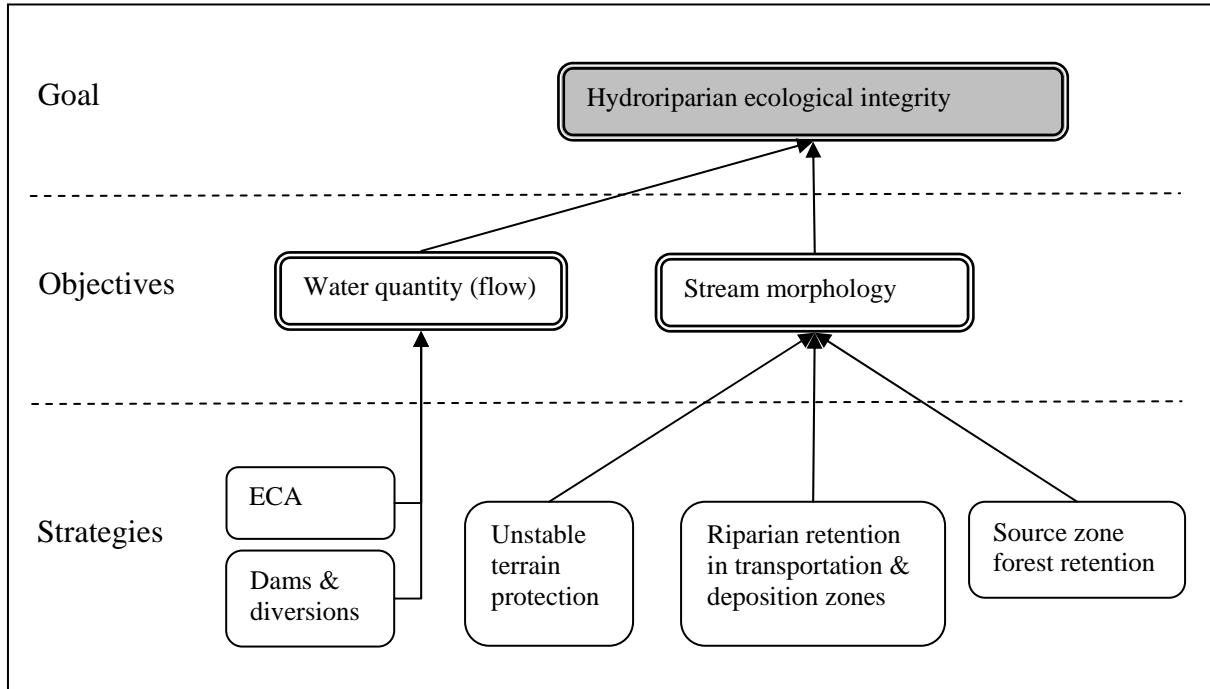 Goal
Hydroriparian ecological integrity
Objectives
Water quantity (flow)
Stream morphology
Strategies
ECA
Dams &
diversions
Unstable
terrain
protection
Riparian retention
in transportation &
deposition zones
Source zone
forest retention